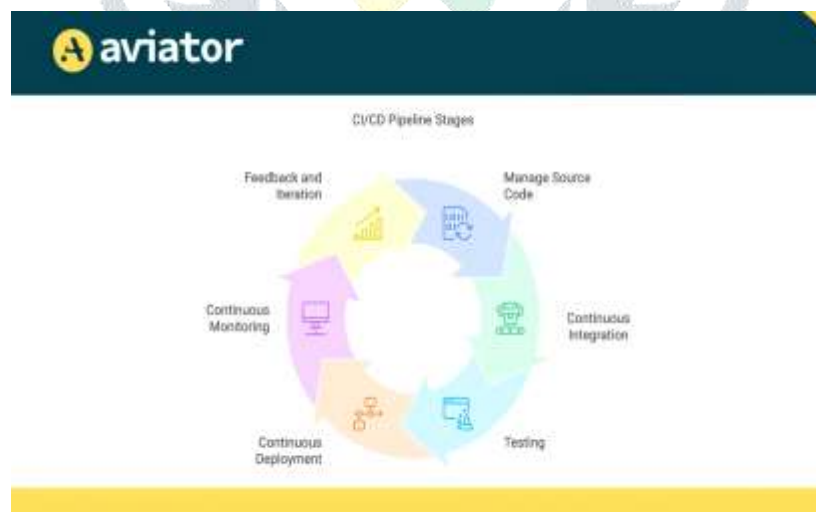 aviator
CI/CD Pipeline Stages
Feedback and
Iteration
Manage Source
Code
Continuous
Monitoring
Continuous
Integration
Continuous
Deployment
Testing